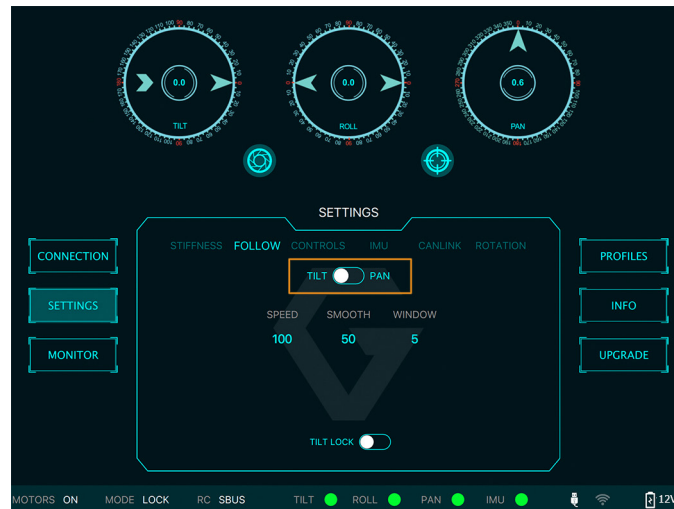 0.0
TILT
0.0
ROLL
0.6
PAN
SETTINGS
STIFFNESS FOLLOW CONTROLS IMU CANLINK ROTATION
TILT PAN
SPEED SMOOTH WINDOW
100 50 5
TILT LOCK
CONNECTION
SETTINGS
MONITOR
PROFILES
INFO
UPGRADE
MOTORS ON MODE LOCK RC SBUS TILT ROLL PAN IMU 12V